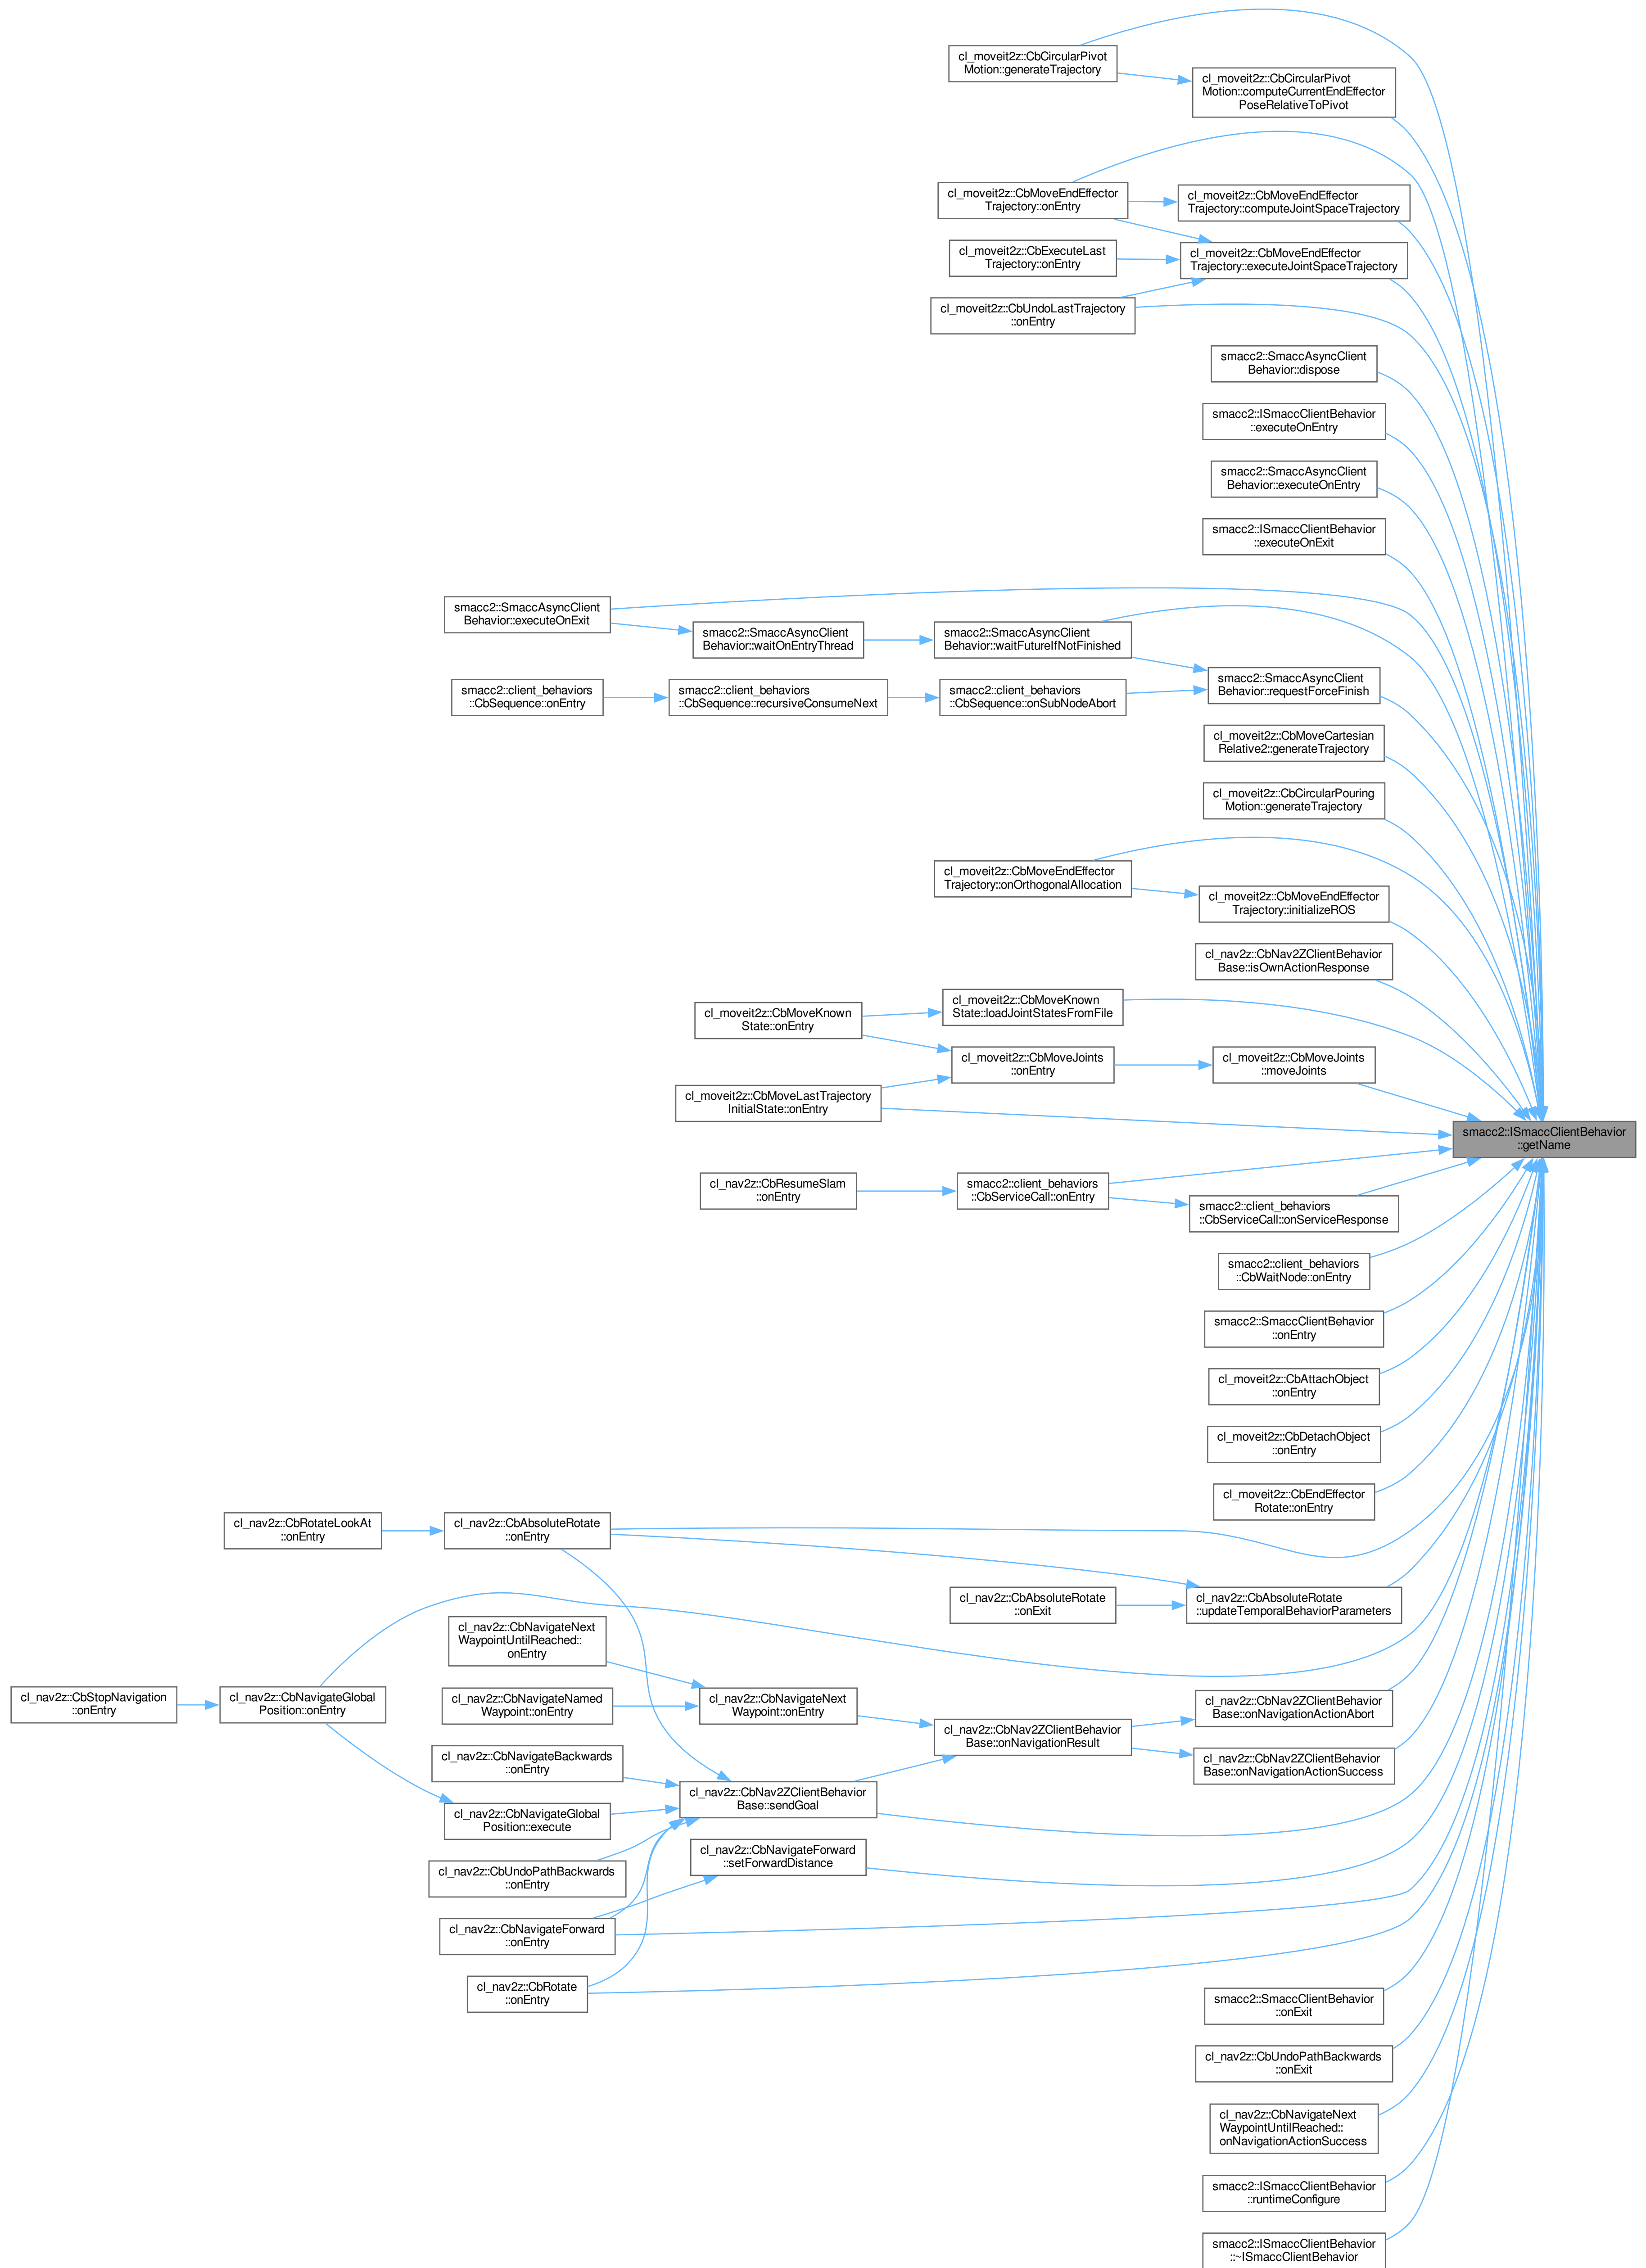 cl_moveit2z::CbCircularPivot
Motion::generateTrajectory
cl_moveit2z::CbCircularPivot
Motion::computeCurrentEndEffector
PoseRelativeToPivot
cl_moveit2z::CbMoveEndEffector
Trajectory::onEntry
cl_moveit2z::CbMoveEndEffector
Trajectory::computeJointSpaceTrajectory
cl_moveit2z::CbExecuteLast
Trajectory::onEntry
cl_moveit2z::CbMoveEndEffector
Trajectory::executeJointSpaceTrajectory
cl_moveit2z::CbUndoLastTrajectory
::onEntry
smacc2::SmaccAsyncClient
Behavior::dispose
smacc2::ISmaccClientBehavior
::executeOnEntry
smacc2::SmaccAsyncClient
Behavior::executeOnEntry
smacc2::ISmaccClientBehavior
::executeOnExit
smacc2::SmaccAsyncClient
Behavior::executeOnExit
smacc2::SmaccAsyncClient
Behavior::waitOnEntryThread
smacc2::SmaccAsyncClient
Behavior::waitFutureIfNotFinished
smacc2::SmaccAsyncClient
Behavior::requestForceFinish
smacc2::client_behaviors
::CbSequence::onEntry
smacc2::client_behaviors
::CbSequence::recursiveConsumeNext
smacc2::client_behaviors
::CbSequence::onSubNodeAbort
cl_moveit2z::CbMoveCartesian
Relative2::generateTrajectory
cl_moveit2z::CbCircularPouring
Motion::generateTrajectory
cl_moveit2z::CbMoveEndEffector
Trajectory::onOrthogonalAllocation
cl_moveit2z::CbMoveEndEffector
Trajectory::initializeROS
cl_nav2z::CbNav2ZClientBehavior
Base::isOwnActionResponse
cl_moveit2z::CbMoveKnown
State::onEntry
cl_moveit2z::CbMoveKnown
State::loadJointStatesFromFile
cl_moveit2z::CbMoveJoints
::onEntry
cl_moveit2z::CbMoveJoints
::moveJoints
cl_moveit2z::CbMoveLastTrajectory
InitialState::onEntry
smacc2::ISmaccClientBehavior
::getName
cl_nav2z::CbResumeSlam
::onEntry
smacc2::client_behaviors
::CbServiceCall::onEntry
smacc2::client_behaviors
::CbServiceCall::onServiceResponse
smacc2::client_behaviors
::CbWaitNode::onEntry
smacc2::SmaccClientBehavior
::onEntry
cl_moveit2z::CbAttachObject
::onEntry
cl_moveit2z::CbDetachObject
::onEntry
cl_moveit2z::CbEndEffector
Rotate::onEntry
cl_nav2z::CbRotateLookAt
::onEntry
cl_nav2z::CbAbsoluteRotate
::onEntry
cl_nav2z::CbAbsoluteRotate
::onExit
cl_nav2z::CbAbsoluteRotate
::updateTemporalBehaviorParameters
cl_nav2z::CbNavigateNext
WaypointUntilReached::
onEntry
cl_nav2z::CbStopNavigation
::onEntry
cl_nav2z::CbNavigateGlobal
Position::onEntry
cl_nav2z::CbNavigateNamed
Waypoint::onEntry
cl_nav2z::CbNavigateNext
Waypoint::onEntry
cl_nav2z::CbNav2ZClientBehavior
Base::onNavigationActionAbort
cl_nav2z::CbNav2ZClientBehavior
Base::onNavigationResult
cl_nav2z::CbNavigateBackwards
::onEntry
cl_nav2z::CbNav2ZClientBehavior
Base::onNavigationActionSuccess
cl_nav2z::CbNav2ZClientBehavior
Base::sendGoal
cl_nav2z::CbNavigateGlobal
Position::execute
cl_nav2z::CbNavigateForward
::setForwardDistance
cl_nav2z::CbUndoPathBackwards
::onEntry
cl_nav2z::CbNavigateForward
::onEntry
cl_nav2z::CbRotate
::onEntry
smacc2::SmaccClientBehavior
::onExit
cl_nav2z::CbUndoPathBackwards
::onExit
cl_nav2z::CbNavigateNext
WaypointUntilReached::
onNavigationActionSuccess
smacc2::ISmaccClientBehavior
::runtimeConfigure
smacc2::ISmaccClientBehavior
::~ISmaccClientBehavior